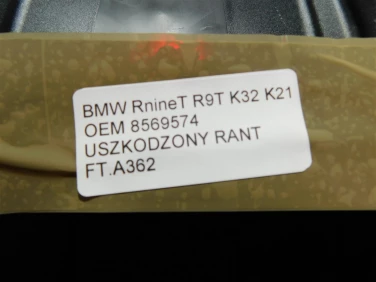 BMW RnineT R9T K32 K21
OEM 8569574
USZKODZONY RANT
FT.A362